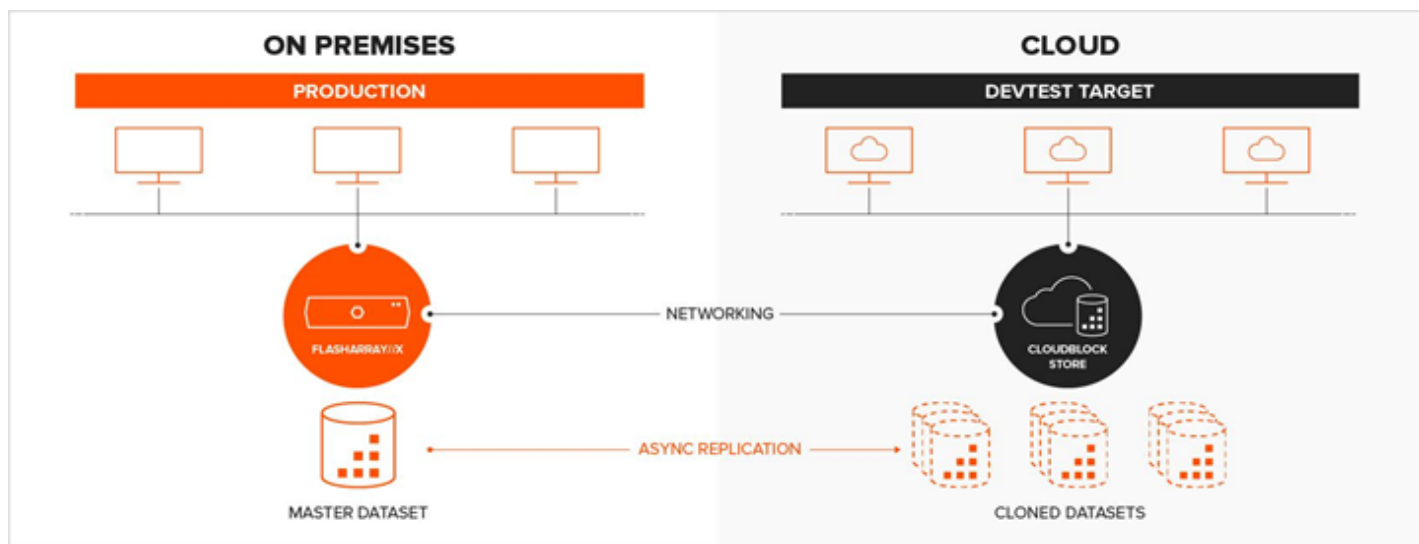 ON PREMISES
CLOUD
PRODUCTION
DEVTEST TARGET
FLASHARRAY//X
NETWORKING
CLOUDBLOCK
STORE
ASYNC REPLICATION
MASTER DATASET
CLONED DATASETS